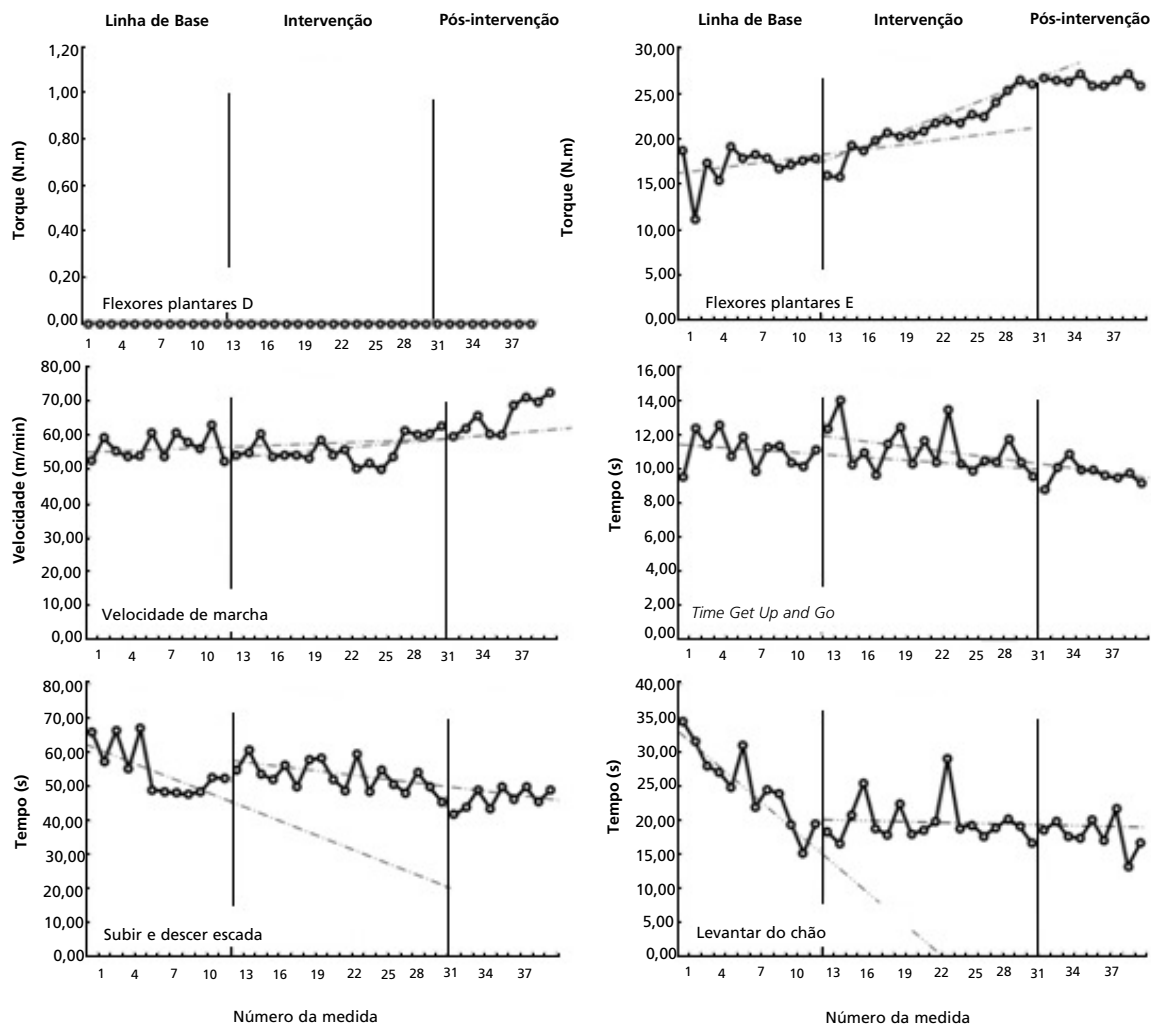 Linha de Base Intervenção Pós-intervenção
Torque (N.m)
1,20
1,00
0,80
0,60
0,40
0,20
0,00
Flexores plantares D
1 4 7 10 13 16 19 22 25 28 31 34 37
Linha de Base Intervenção Pós-intervenção
Torque (N.m)
30,00
25,00
20,00
15,00
10,00
5,00
0,00
Flexores plantares E
1 4 7 10 13 16 19 22 25 28 31 34 37
Velocidade (m/min)
80,00
70,00
60,00
50,00
40,00
30,00
20,00
10,00
0,00
Velocidade de marcha
1 4 7 10 13 16 19 22 25 28 31 34 37
Tempo (s)
16,00
14,00
12,00
10,00
8,00
6,00
4,00
2,00
0,00
Time Get Up and Go
1 4 7 10 13 16 19 22 25 28 31 34 37
Tempo (s)
80,00
70,00
60,00
50,00
40,00
30,00
20,00
10,00
0,00
Subir e descer escada
1 4 7 10 13 16 19 22 25 28 31 34 37
Número da medida
Tempo (s)
40,00
35,00
30,00
25,00
20,00
15,00
10,00
5,00
0,00
Levantar do chão
1 4 7 10 13 16 19 22 25 28 31 34 37
Número da medida